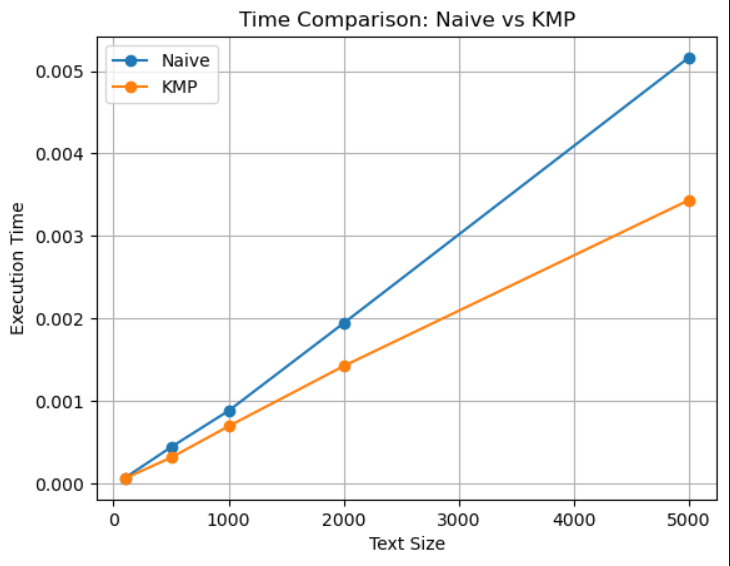 Time Comparison: Naive vs KMP
Naive
KMP
0.005
0.004
0.003
0.002
0.001
0.000
Execution Time
0 1000 2000 3000 4000 5000
Text Size